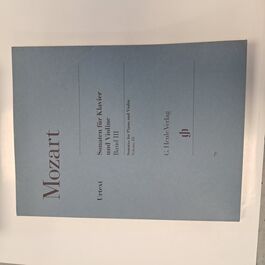 Mozart
Sonaten für Klavier
und Violine
Band III
Sonatas for Piano and Violin
Volume III
Urtext
G. Henle Verlag